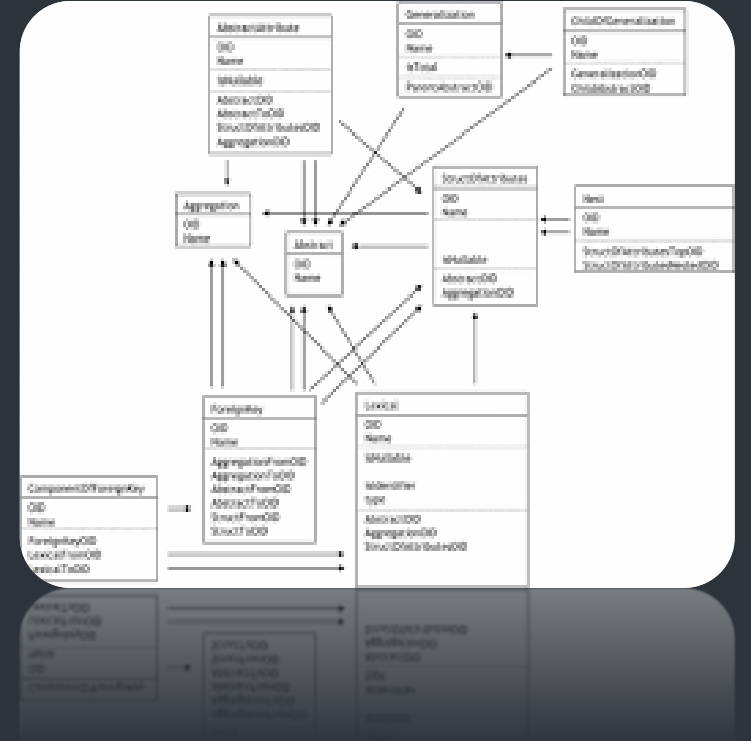 AbstractAttribute
OID
Name
IsNullable
AbstractOID
AbstractToOID
StructOfAttributesOID
AggregationOID
Generalization
OID
Name
IsTotal
ParentAbstractOID
ChildOfGeneralization
OID
Name
GeneralizationOID
ChildAbstractOID
Aggregation
OID
Name
Abstract
OID
Name
StructOfAttributes
OID
Name
IsNullable
AbstractOID
AggregationOID
Nest
OID
Name
StructOfAttributesTopOID
StructOfAttributesNestedOID
ForeignKey
OID
Name
AggregationFromOID
AggregationToOID
AbstractFromOID
AbstractToOID
StructFromOID
StructToOID
Lexical
OID
Name
IsNullable
IsIdentifier
type
AbstractOID
AggregationOID
StructOfAttributesOID
ComponentOfForeignKey
OID
Name
ForeignKeyOID
LexicalFromOID
LexicalToOID